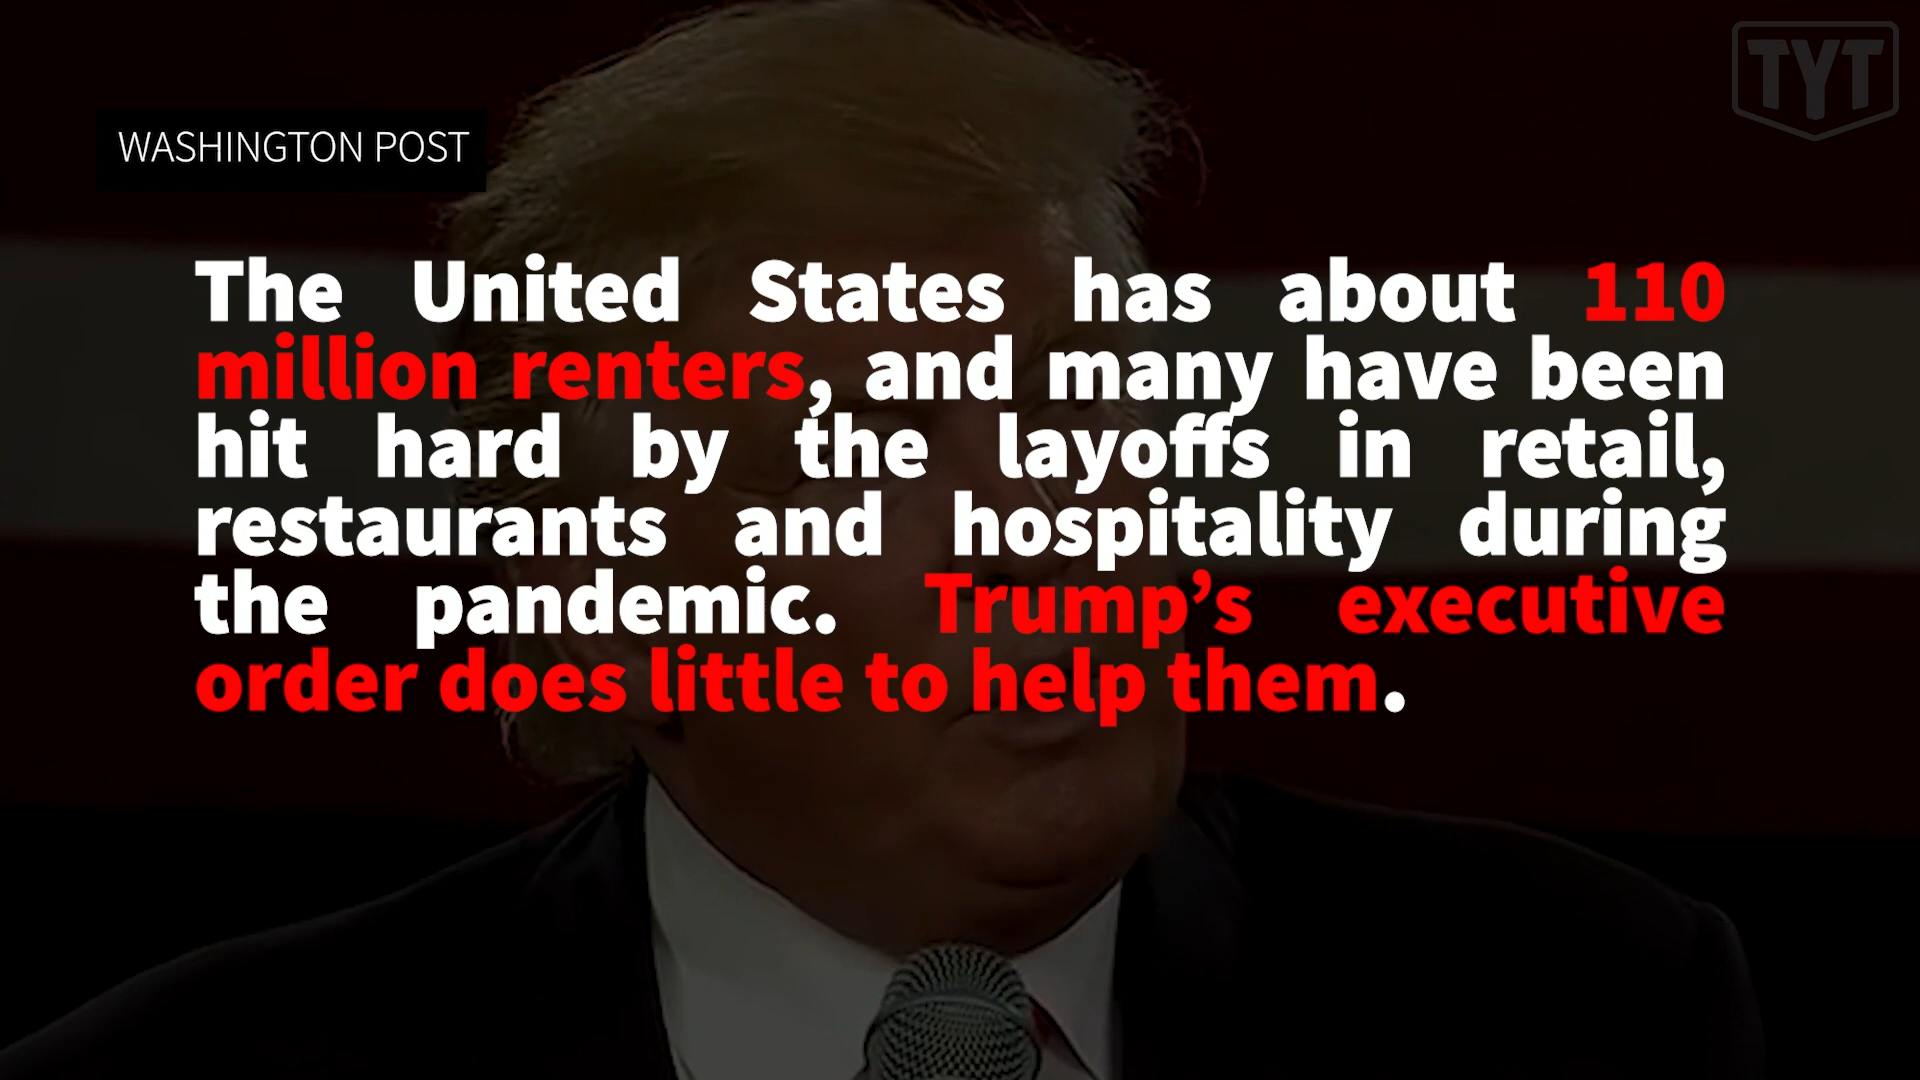 TYT
WASHINGTON POST
The United States has about 110
million renters, and many have been
hit hard by the layoffs in retail,
restaurants and hospitality during
the pandemic. Trump’s executive
order does little to help them.